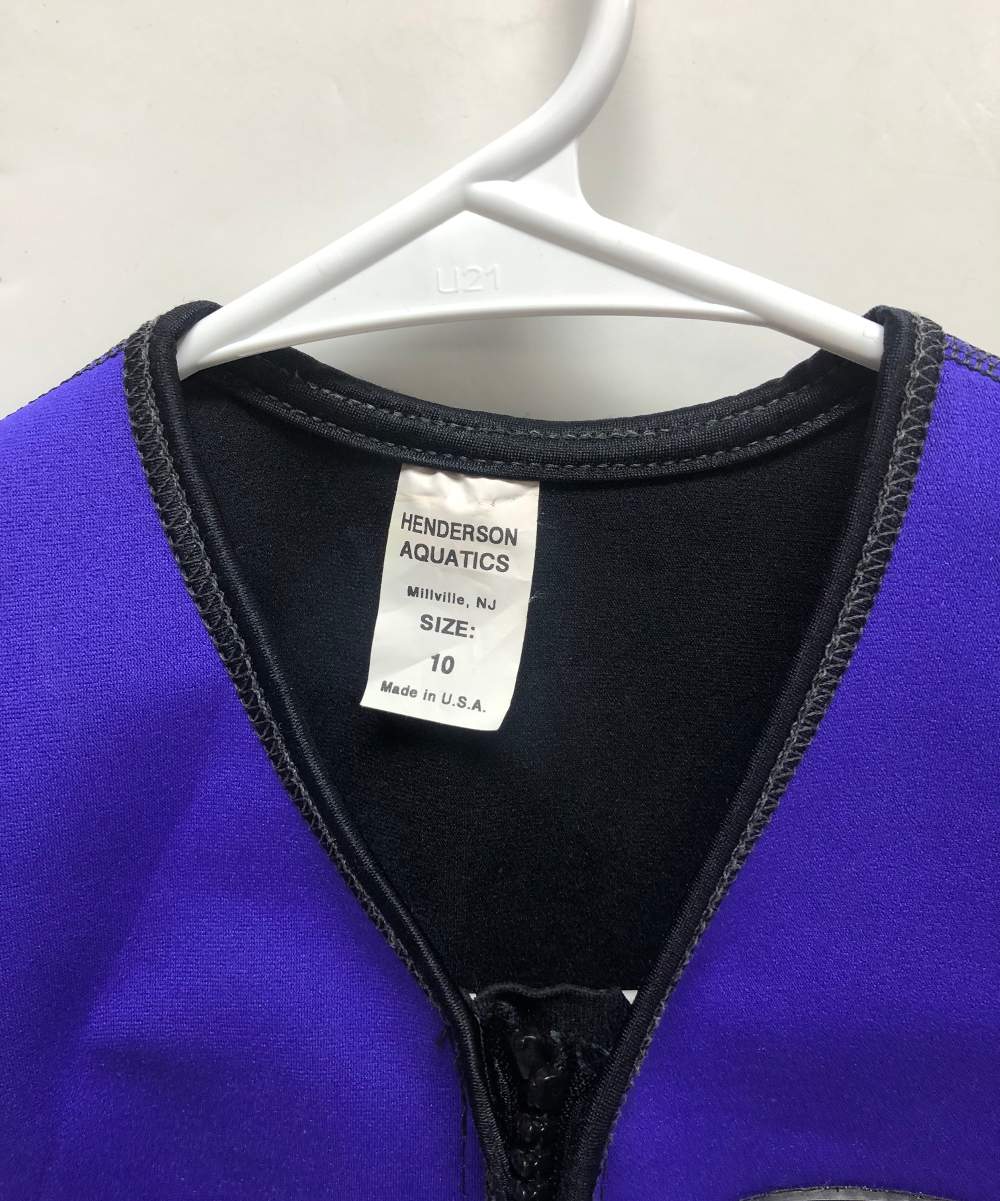 U21
HENDERSON
AQUATICS
Millville, NJ
SIZE:
10
Made in U.S.A.